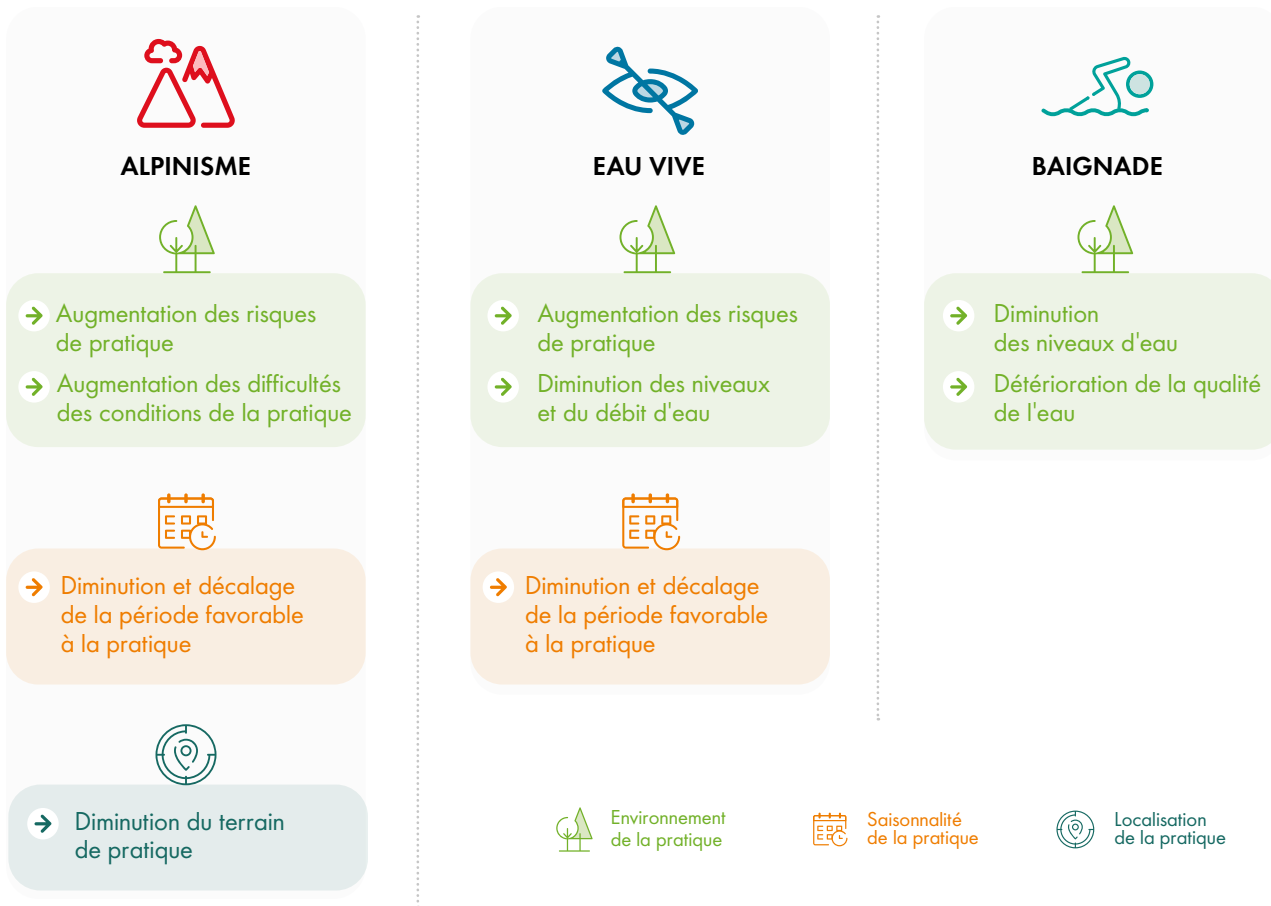 ALPINISME
Augmentation des risques
de pratique
Augmentation des difficultés
des conditions de la pratique
Diminution et décalage
de la période favorable
à la pratique
Diminution du terrain
de pratique
EAU VIVE
Augmentation des risques
de pratique
Diminution des niveaux
et du débit d'eau
Diminution et décalage
de la période favorable
à la pratique
BAIGNADE
Diminution
des niveaux d'eau
Détérioration de la qualité
de l'eau
Environnement
de la pratique
Saisonnalité
de la pratique
Localisation
de la pratique